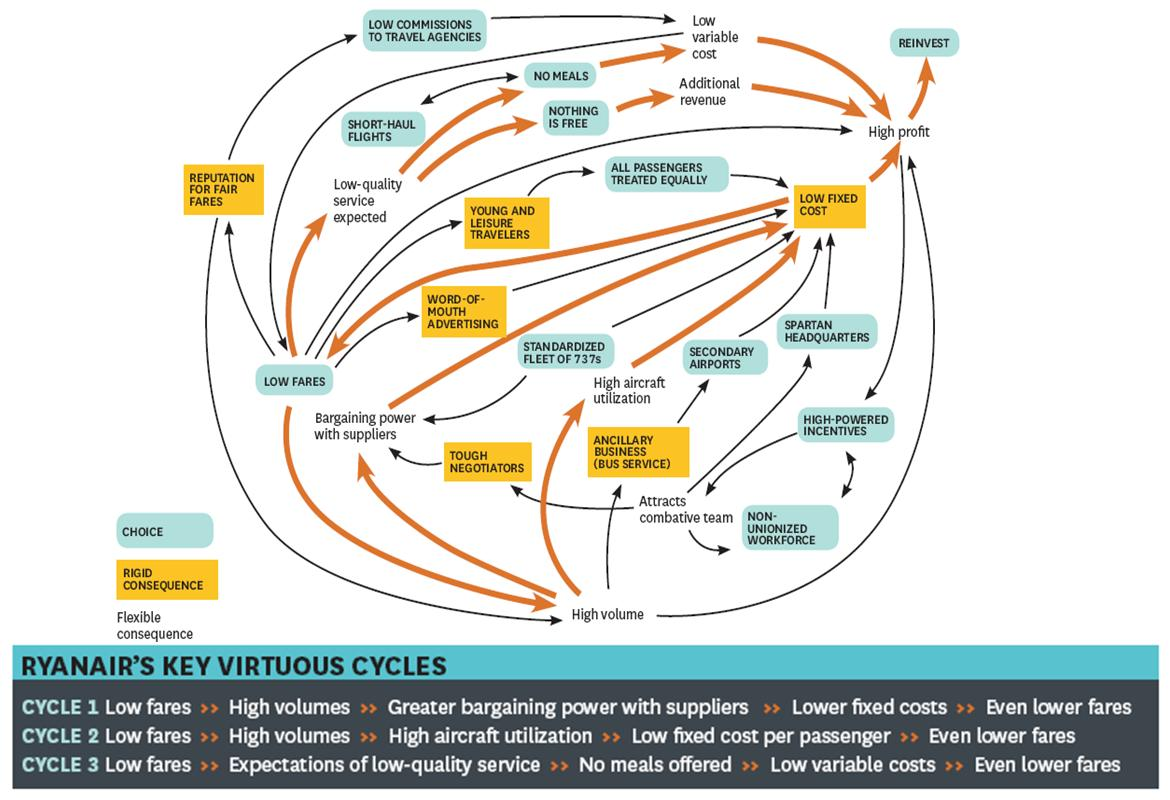 LOW COMMISSIONS
TO TRAVEL AGENCIES
Low
variable
cost
REINVEST
NO MEALS
Additional
revenue
SHORT-HAUL
FLIGHTS
NOTHING
IS FREE
High profit
REPUTATION
FOR FAIR
FARES
Low-quality
service
expected
ALL PASSENGERS
TREATED EQUALLY
LOW FIXED
COST
YOUNG AND
LEISURE
TRAVELERS
WORD-OF-
MOUTH
ADVERTISING
STANDARDIZED
FLEET OF 737s
SECONDARY
AIRPORTS
SPARTAN
HEADQUARTERS
LOW FARES
High aircraft
utilization
Bargaining power
with suppliers
HIGH-POWERED
INCENTIVES
TOUGH
NEGOTIATORS
ANCILLARY
BUSINESS
(BUS SERVICE)
Attracts
combative team
NON-
UNIONIZED
WORKFORCE
CHOICE
RIGID
CONSEQUENCE
Flexible
consequence
High volume
RYANAIR'S KEY VIRTUOUS CYCLES
CYCLE 1 Low fares >> High volumes >> Greater bargaining power with suppliers >> Lower fixed costs >> Even lower fares
CYCLE 2 Low fares >> High volumes >> High aircraft utilization >> Low fixed cost per passenger >> Even lower fares
CYCLE 3 Low fares >> Expectations of low-quality service >> No meals offered >> Low variable costs >> Even lower fares